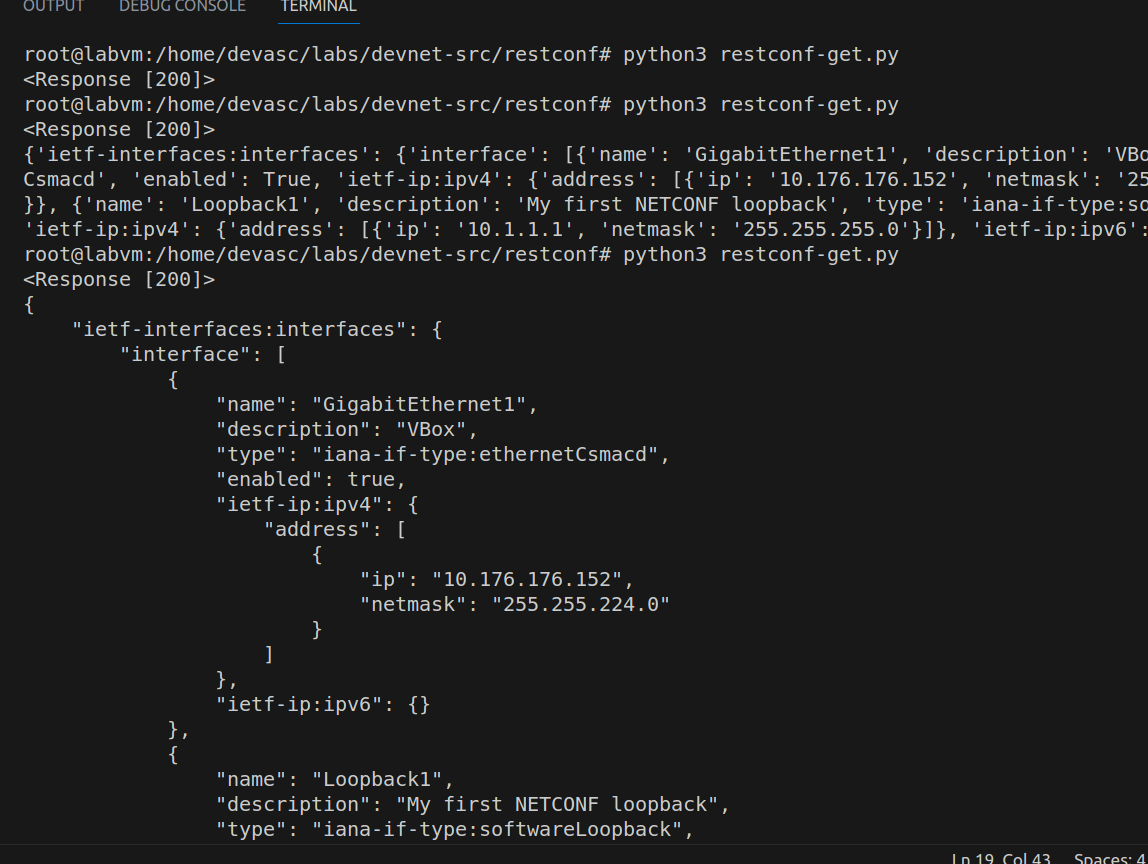 OUTPUT DEBUG CONSOLE TERMINAL
root@labvm:/home/devasc/labs/devnet-src/restconf# python3 restconf-get.py
<Response [200]>
root@labvm:/home/devasc/labs/devnet-src/restconf# python3 restconf-get.py
<Response [200]>
{'ietf-interfaces:interfaces': {'interface': [{'name': 'GigabitEthernet1', 'description': 'VBo
Csmacd', 'enabled': True, 'ietf-ip:ipv4': {'address': [{'ip': '10.176.176.152', 'netmask': '25
}}, {'name': 'Loopback1', 'description': 'My first NETCONF loopback', 'type': 'iana-if-type:so
'ietf-ip:ipv4': {'address': [{'ip': '10.1.1.1', 'netmask': '255.255.255.0'}]}, 'ietf-ip:ipv6':
root@labvm:/home/devasc/labs/devnet-src/restconf# python3 restconf-get.py
<Response [200]>
{
    "ietf-interfaces:interfaces": {
        "interface": [
            {
                "name": "GigabitEthernet1",
                "description": "VBox",
                "type": "iana-if-type:ethernetCsmacd",
                "enabled": true,
                "ietf-ip:ipv4": {
                    "address": [
                        {
                            "ip": "10.176.176.152",
                            "netmask": "255.255.224.0"
                        }
                    ]
                },
                "ietf-ip:ipv6": {}
            },
            {
                "name": "Loopback1",
                "description": "My first NETCONF loopback",
                "type": "iana-if-type:softwareLoopback",
Ln 19, Col 43 Spaces: 4